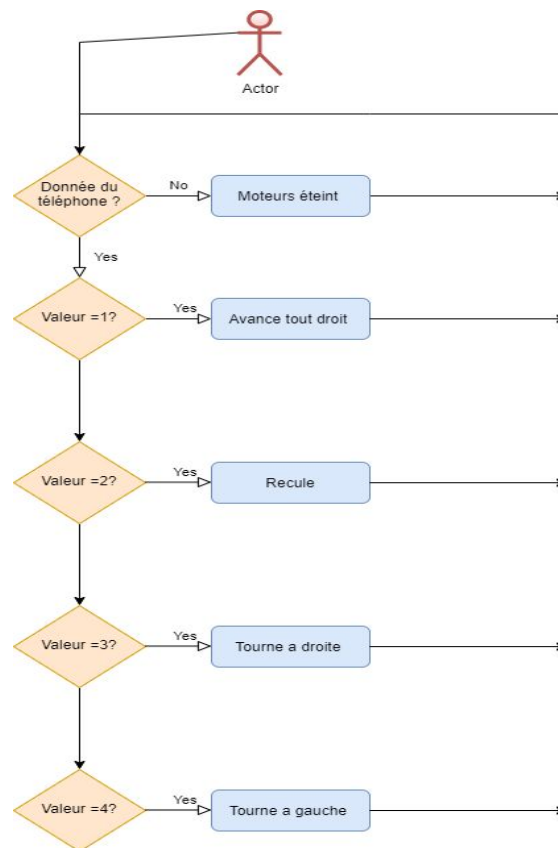 Actor
Donnée du
téléphone ?
No
Moteurs éteint
Yes
Valeur =1?
Yes
Avance tout droit
Valeur =2?
Yes
Recule
Valeur =3?
Yes
Tourne a droite
Valeur =4?
Yes
Tourne a gauche